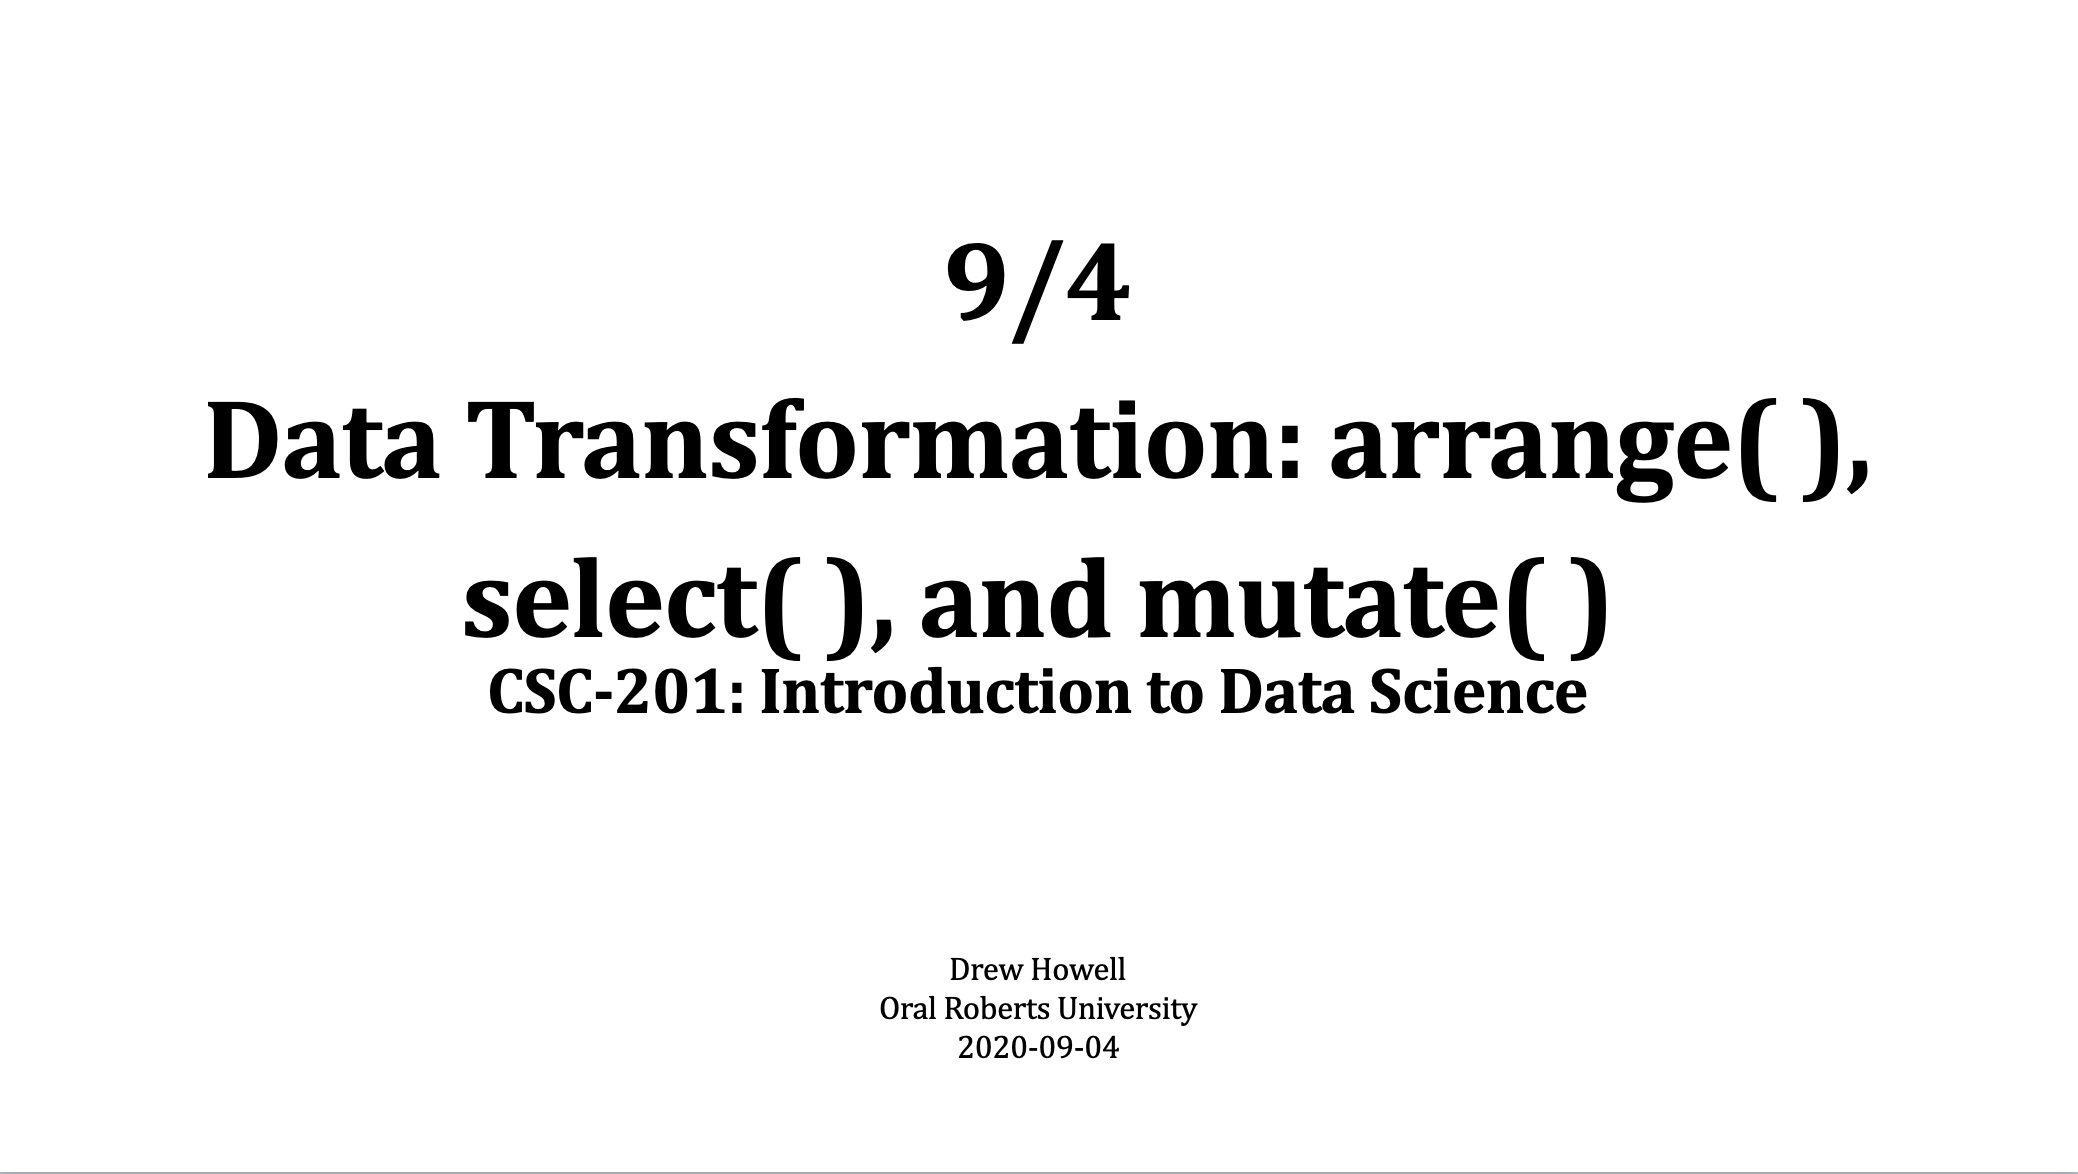 9/4
Data Transformation: arrange( ),
select( ), and mutate( )
CSC-201: Introduction to Data Science
Drew Howell
Oral Roberts University
2020-09-04